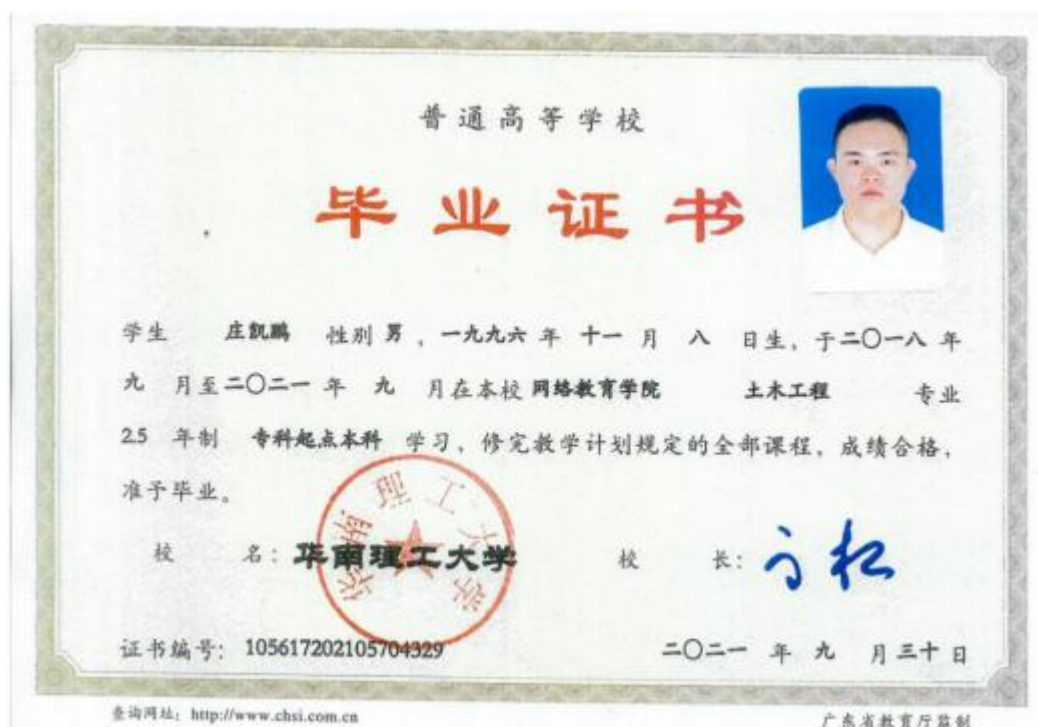 普通高等学校
毕业证书
学生 庄凯鹏 性别 男 ，一九九六 年 十一 月 八 日生，于二〇一八 年
九 月至二〇二一 年 九 月在本校 网络教育学院 土木工程 专业
2.5 年制 专科起点本科 学习，修完教学计划规定的全部课程，成绩合格，
准予毕业。
华南理工大学
校 名：华南理工大学 校 长：
证书编号：105617202105704329 二〇二一 年 九 月三十日
查询网址：http://www.chsi.com.cn 广东省教育厅监制